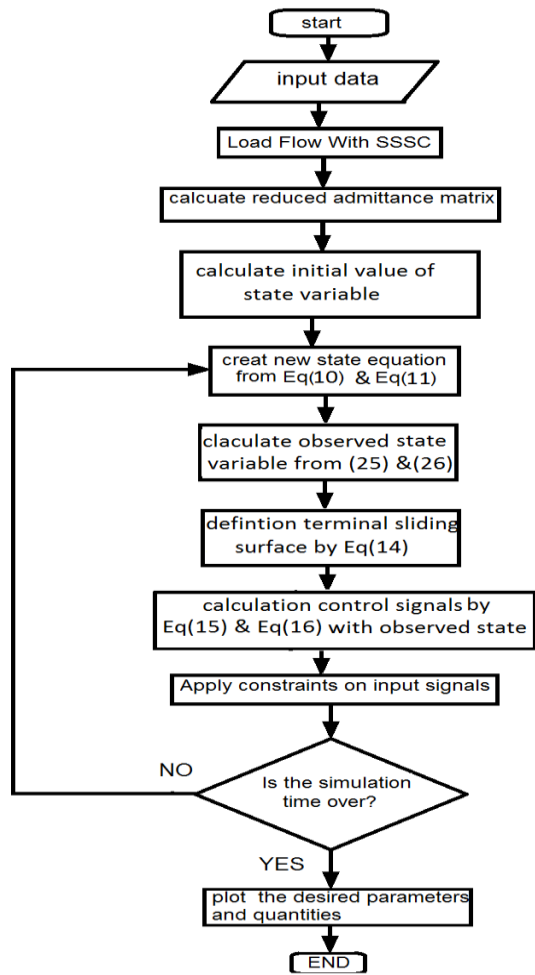 start
input data
Load Flow With SSSC
calcuate reduced admittance matrix
calculate initial value of
state variable
creat new state equation
from Eq(10) & Eq(11)
claculate observed state
variable from (25) &(26)
defintion terminal sliding
surface by Eq(14)
calculation control signals by
Eq(15) & Eq(16) with observed state
Apply constraints on input signals
NO
Is the simulation
time over?
YES
plot the desired parameters
and quantities
END